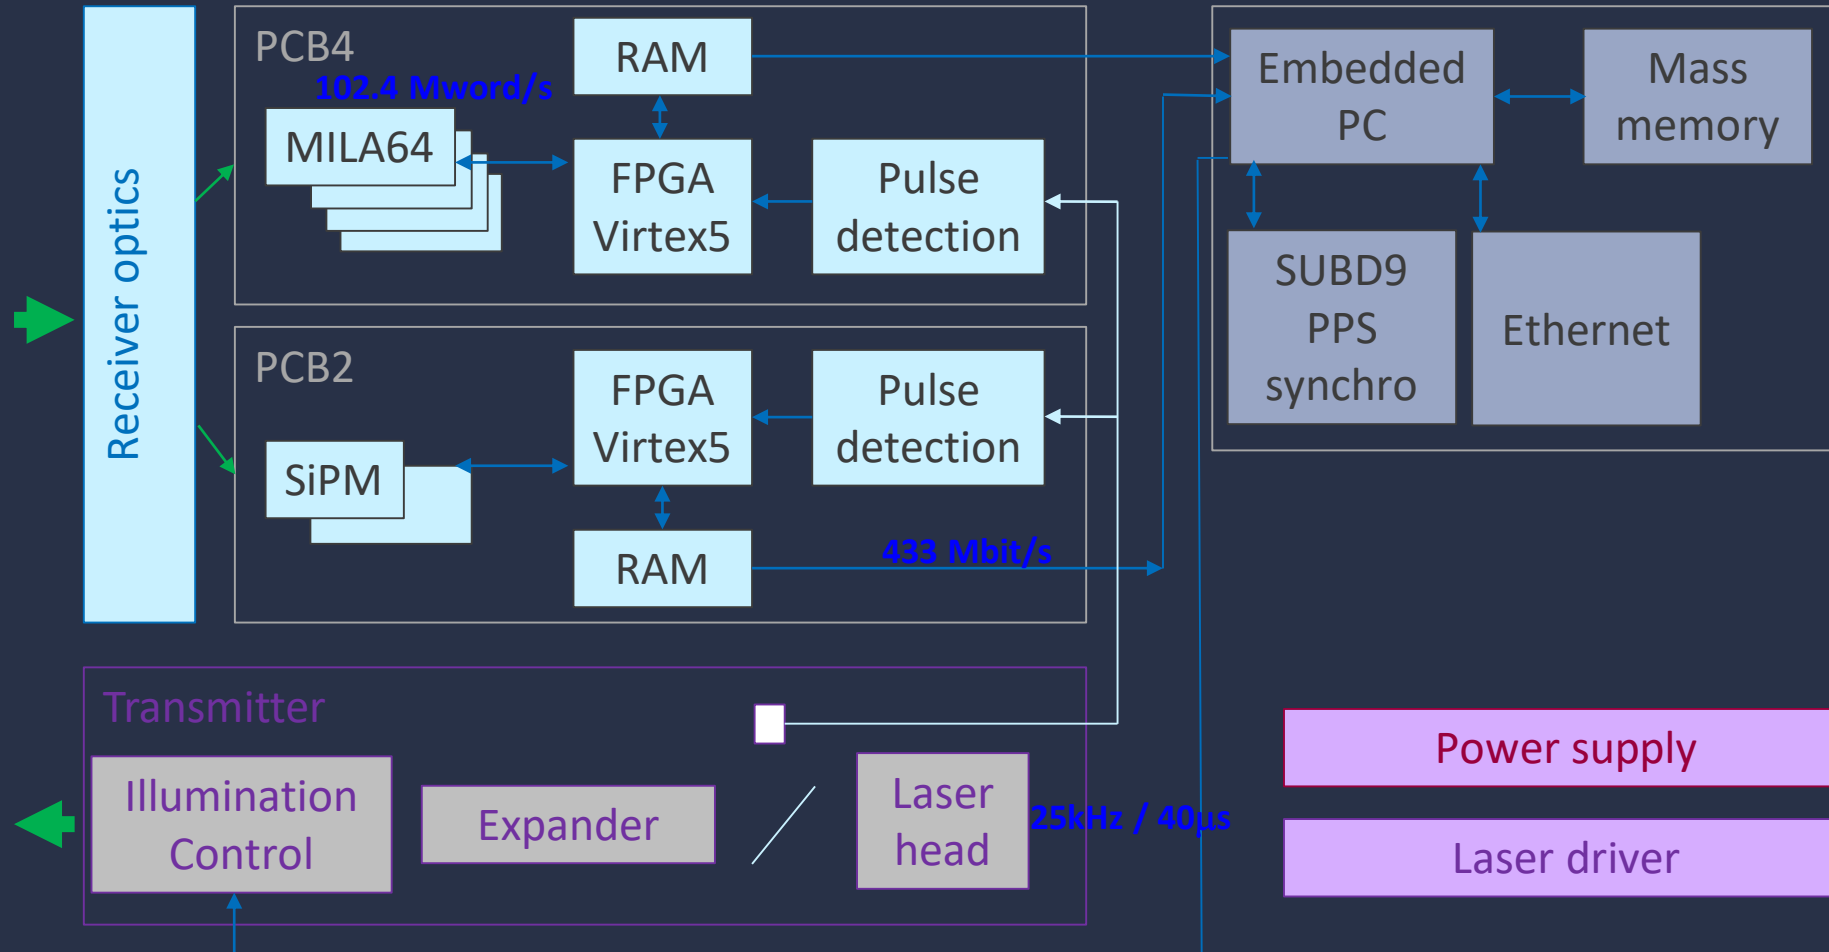 Receiver optics
PCB4
102.4 Mword/s
MILA64
RAM
FPGA
Virtex5
Pulse
detection
PCB2
SiPM
FPGA
Virtex5
Pulse
detection
RAM
433 Mbit/s
Embedded
PC
Mass
memory
SUBD9
PPS
synchro
Ethernet
Transmitter
Illumination
Control
Expander
Laser
head
25kHz / 40µs
Power supply
Laser driver